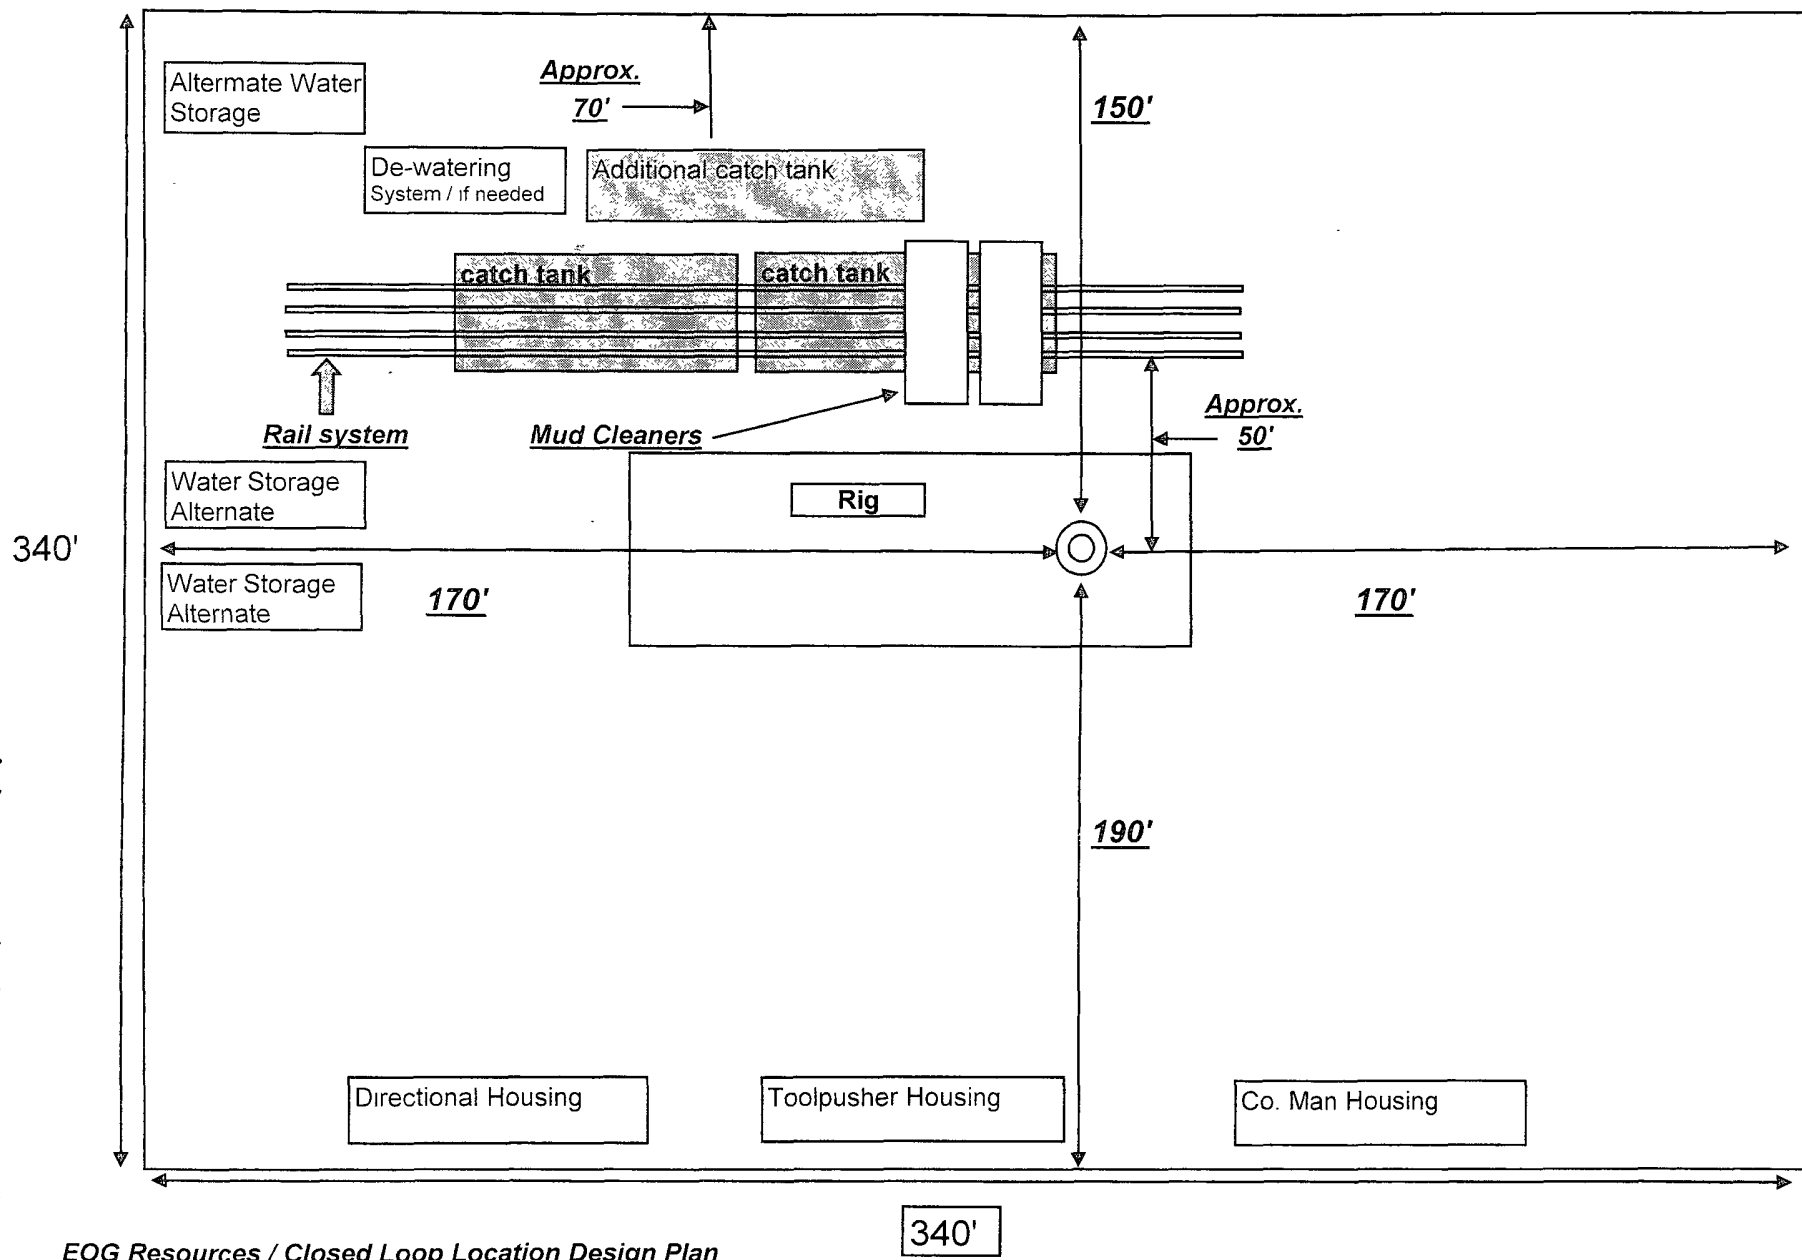 Altermate Water
Storage
Approx.
70'
150'
De-watering
System / if needed
Additional catch tank
catch tank
catch tank
Rail system
Mud Cleaners
Approx.
50'
Water Storage
Alternate
Rig
340'
Water Storage
Alternate
170'
170'
190'
Directional Housing
Toolpusher Housing
Co. Man Housing
340'
EOG Resources / Closed Loop Location Design Plan